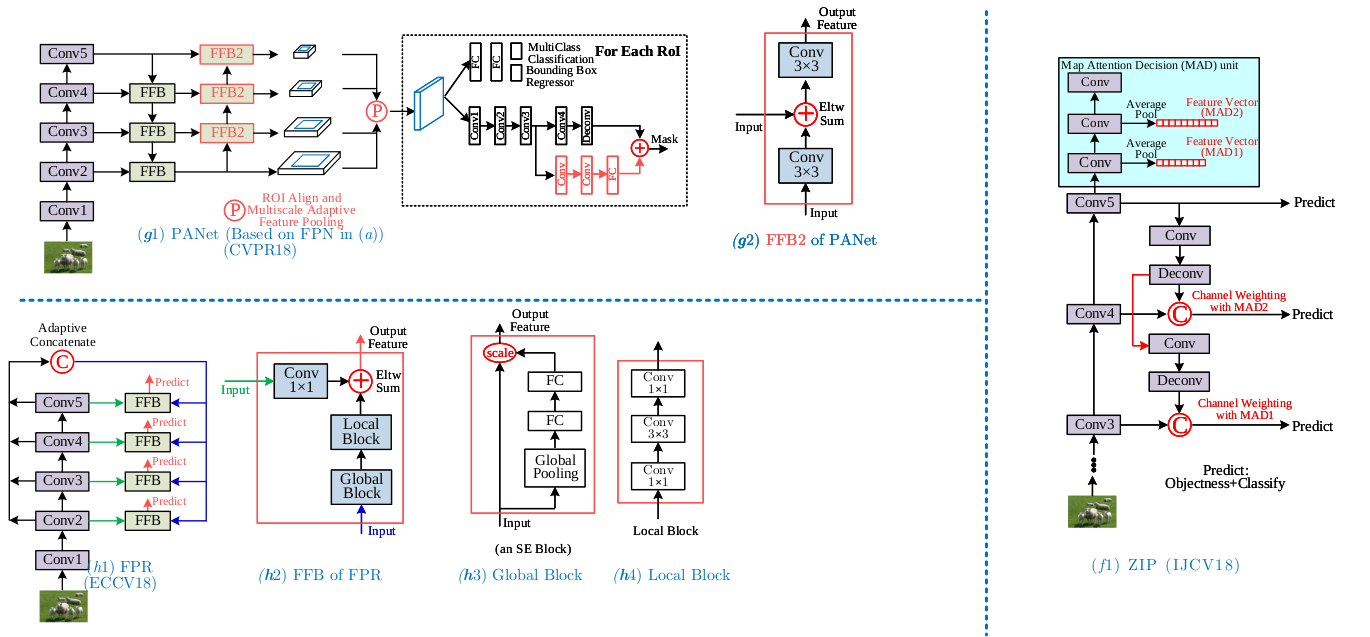 Conv5
FFB2
Conv4
FFB
FFB2
Conv3
FFB
FFB2
Conv2
FFB
Conv1
P
FC
FC
MultiClass
Classification
Bounding Box
Regressor
For Each RoI
Conv1
Conv2
Conv3
Conv4
Deconv
Conv
Conv
FC
Mask
P
ROI Align and
Multiscale Adaptive
Feature Pooling
(g1) PANet (Based on FPN in (a))
(CVPR18)
Output
Feature
Conv
3×3
Eltw
Sum
Input
Conv
3×3
Input
(g2) FFB2 of PANet
Map Attention Decision (MAD) unit
Conv
Average
Pool
Feature Vector
(MAD2)
Conv
Average
Pool
Feature Vector
(MAD1)
Conv
Conv5
Predict
Conv
Deconv
Channel Weighting
with MAD2
Conv4
C
Predict
Conv
Deconv
Channel Weighting
with MAD1
Conv3
C
Predict
Predict:
Objectness+Classify
(f1) ZIP (IJCV18)
Adaptive
Concatenate
C
Predict
Conv5
FFB
Predict
Conv4
FFB
Predict
Conv3
FFB
Predict
Conv2
FFB
Conv1
(h1) FPR
(ECCV18)
Output
Feature
Conv
1×1
Eltw
Sum
Input
Local
Block
Global
Block
Input
(h2) FFB of FPR
Output
Feature
scale
FC
FC
Global
Pooling
Input
(an SE Block)
(h3) Global Block
Conv
1×1
Conv
3×3
Conv
1×1
Local Block
(h4) Local Block